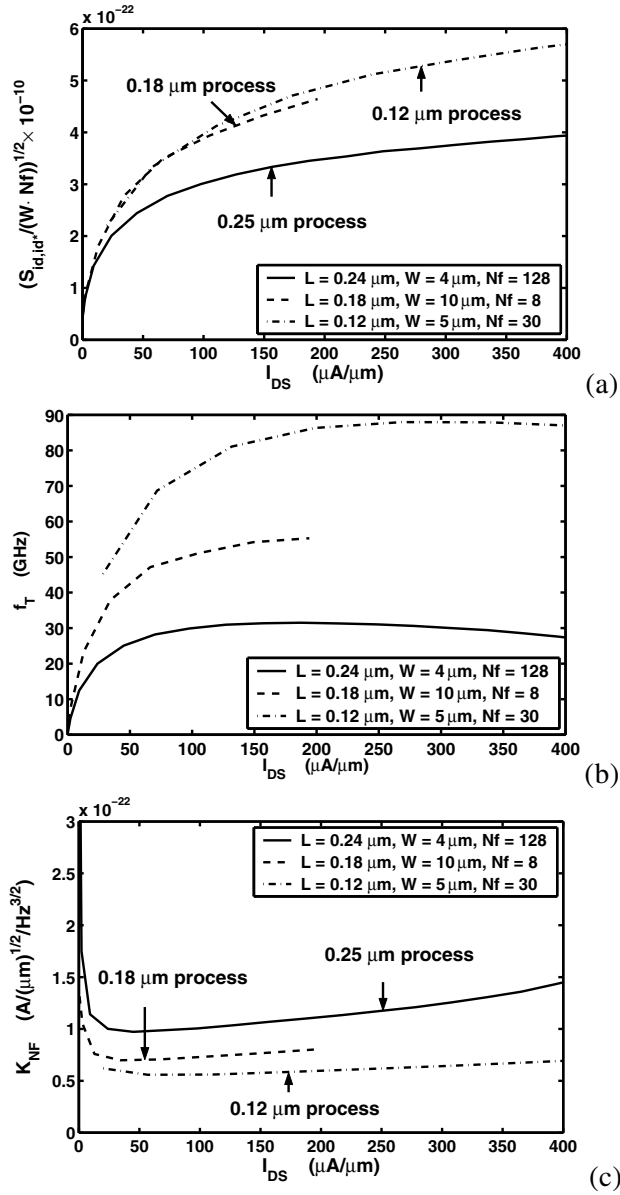 x 10⁻²²
6
5
4
3
2
1
0
(S_id,id*/(W· Nf))^1/2 × 10⁻¹⁰
0.18 μm process
0.12 μm process
0.25 μm process
L = 0.24 μm, W = 4 μm, Nf = 128
L = 0.18 μm, W = 10 μm, Nf = 8
L = 0.12 μm, W = 5 μm, Nf = 30
0 50 100 150 200 250 300 350 400
I_DS (μA/μm)
(a)
90
80
70
60
50
40
30
20
10
0
f_T (GHz)
L = 0.24 μm, W = 4 μm, Nf = 128
L = 0.18 μm, W = 10 μm, Nf = 8
L = 0.12 μm, W = 5 μm, Nf = 30
0 50 100 150 200 250 300 350 400
I_DS (μA/μm)
(b)
x 10⁻²²
3
2.5
2
1.5
1
0.5
0
K_NF (A/(μm)^1/2/Hz^3/2)
L = 0.24 μm, W = 4 μm, Nf = 128
L = 0.18 μm, W = 10 μm, Nf = 8
L = 0.12 μm, W = 5 μm, Nf = 30
0.25 μm process
0.18 μm process
0.12 μm process
0 50 100 150 200 250 300 350 400
I_DS (μA/μm)
(c)